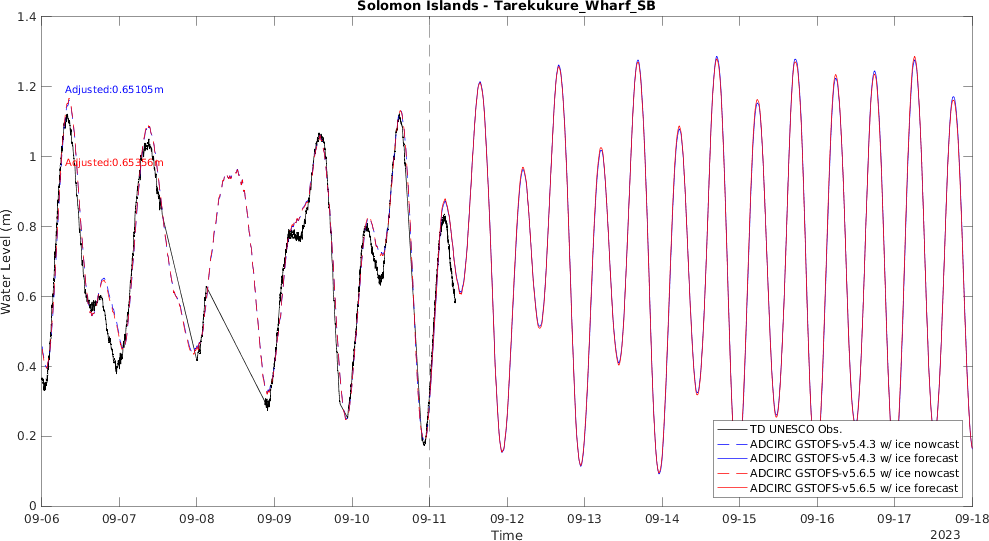 Solomon Islands - Tarekukure_Wharf_SB
1.4
1.2
1
0.8
0.6
0.4
0.2
0
Water Level (m)
Adjusted:0.65105m
Adjusted:0.65356m
TD UNESCO Obs.
ADCIRC GSTOFS-v5.4.3 w/ ice nowcast
ADCIRC GSTOFS-v5.4.3 w/ ice forecast
ADCIRC GSTOFS-v5.6.5 w/ ice nowcast
ADCIRC GSTOFS-v5.6.5 w/ ice forecast
09-06 09-07 09-08 09-09 09-10 09-11 09-12 09-13 09-14 09-15 09-16 09-17 09-18
Time
2023